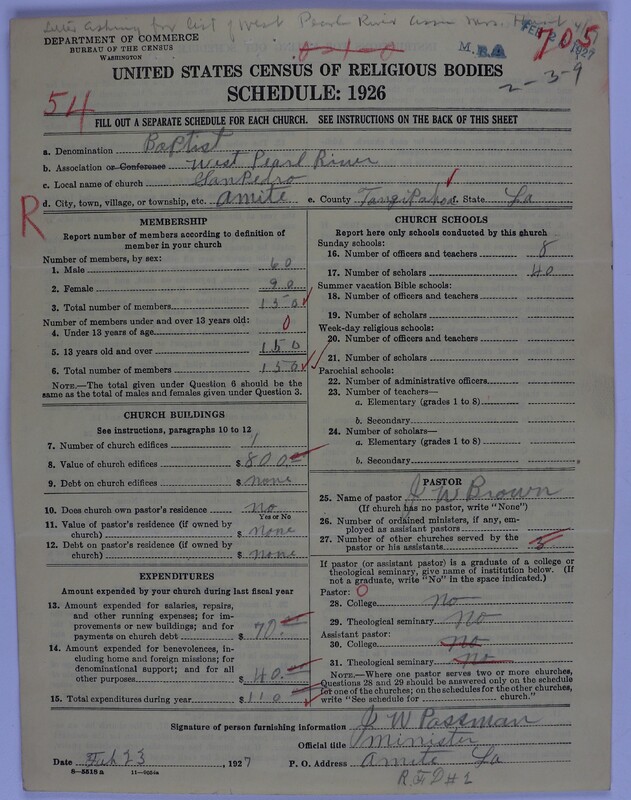 Letter asking for list of West Pearl River Assn
DEPARTMENT OF COMMERCE
BUREAU OF THE CENSUS
WASHINGTON
M.B.A
FEB 1927
705
2-3-9
UNITED STATES CENSUS OF RELIGIOUS BODIES
SCHEDULE: 1926
54
FILL OUT A SEPARATE SCHEDULE FOR EACH CHURCH. SEE INSTRUCTIONS ON THE BACK OF THIS SHEET
a. Denomination Baptist
b. Association or Conference West Pearl River
c. Local name of church SanPedro
d. City, town, village, or township, etc. Amite e. County Tangipahoa f. State La
R
MEMBERSHIP
Report number of members according to definition of member in your church
Number of members, by sex:
1. Male 60
2. Female 90
3. Total number of members 150
Number of members under and over 13 years old:
4. Under 13 years of age 0
5. 13 years old and over 150
6. Total number of members 150
NOTE.—The total given under Question 6 should be the same as the total of males and females given under Question 3.
CHURCH BUILDINGS
See instructions, paragraphs 10 to 12
7. Number of church edifices 1
8. Value of church edifices $ 800.
9. Debt on church edifices $ none
10. Does church own pastor's residence No
Yes or No
11. Value of pastor's residence (if owned by church) $ None
12. Debt on pastor's residence (if owned by church) $ none
EXPENDITURES
Amount expended by your church during last fiscal year
13. Amount expended for salaries, repairs, and other running expenses; for improvements or new buildings; and for payments on church debt $ 70.
14. Amount expended for benevolences, including home and foreign missions; for denominational support; and for all other purposes $ 40.
15. Total expenditures during year $ 110
CHURCH SCHOOLS
Report here only schools conducted by this church
Sunday schools:
16. Number of officers and teachers 8
17. Number of scholars 40
Summer vacation Bible schools:
18. Number of officers and teachers
19. Number of scholars
Week-day religious schools:
20. Number of officers and teachers
21. Number of scholars
Parochial schools:
22. Number of administrative officers
23. Number of teachers—
a. Elementary (grades 1 to 8)
b. Secondary
24. Number of scholars—
a. Elementary (grades 1 to 8)
b. Secondary
PASTOR
25. Name of pastor J W Brown
(If church has no pastor, write "None")
26. Number of ordained ministers, if any, employed as assistant pastors
27. Number of other churches served by the pastor or his assistants 3
If pastor (or assistant pastor) is a graduate of a college or theological seminary, give name of institution below. (If not a graduate, write "No" in the space indicated.)
Pastor: 0
28. College No
29. Theological seminary No
Assistant pastor:
30. College No
31. Theological seminary No
NOTE.—Where one pastor serves two or more churches, Questions 28 and 29 should be answered only on the schedule for one of the churches; on the schedules for the other churches, write "See schedule for church."
Signature of person furnishing information J W Passman
Official title Minister
Date Feb 23, 1927 P. O. Address Amite La
8-5518a 11-9054a
RFD #2